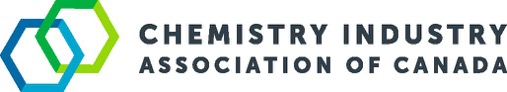 CHEMISTRY INDUSTRY
ASSOCIATION OF CANADA